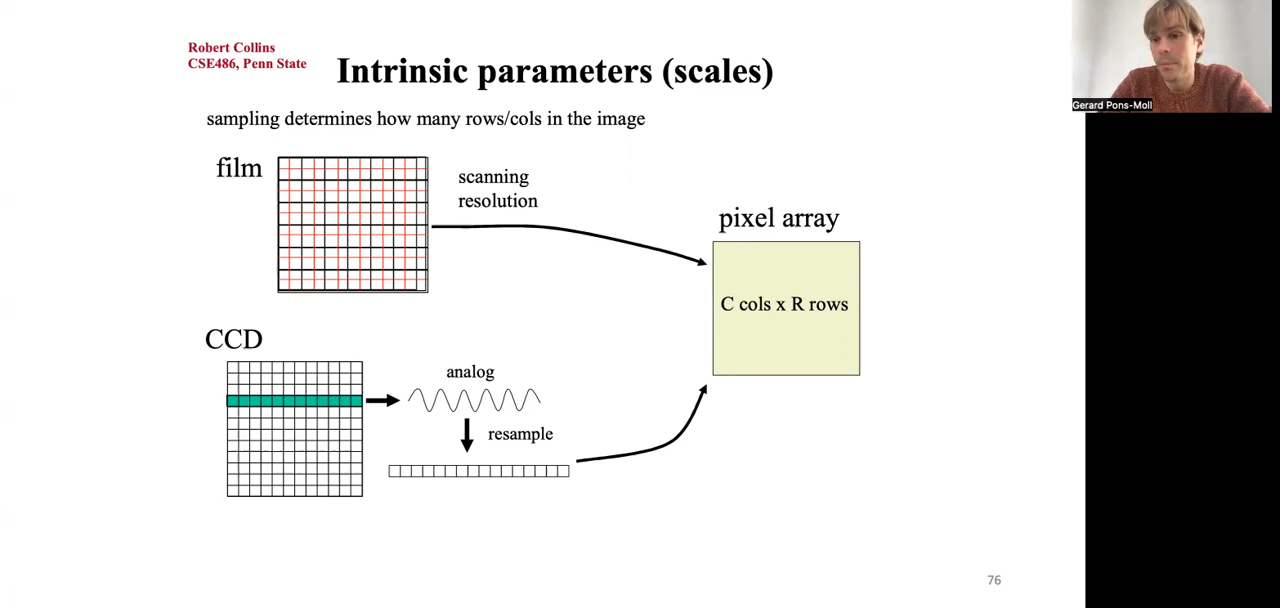 Robert Collins
CSE486, Penn State
Intrinsic parameters (scales)
sampling determines how many rows/cols in the image
film
scanning
resolution
pixel array
C cols x R rows
CCD
analog
resample
76
Gerard Pons-Moll